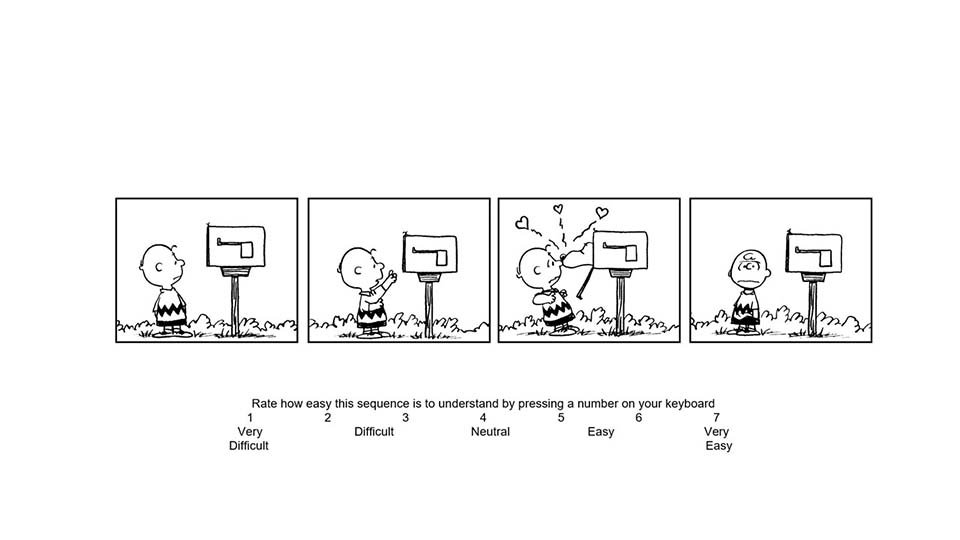 Rate how easy this sequence is to understand by pressing a number on your keyboard
1 2 3 4 5 6 7
Very Difficult Neutral Easy Very
Difficult Easy